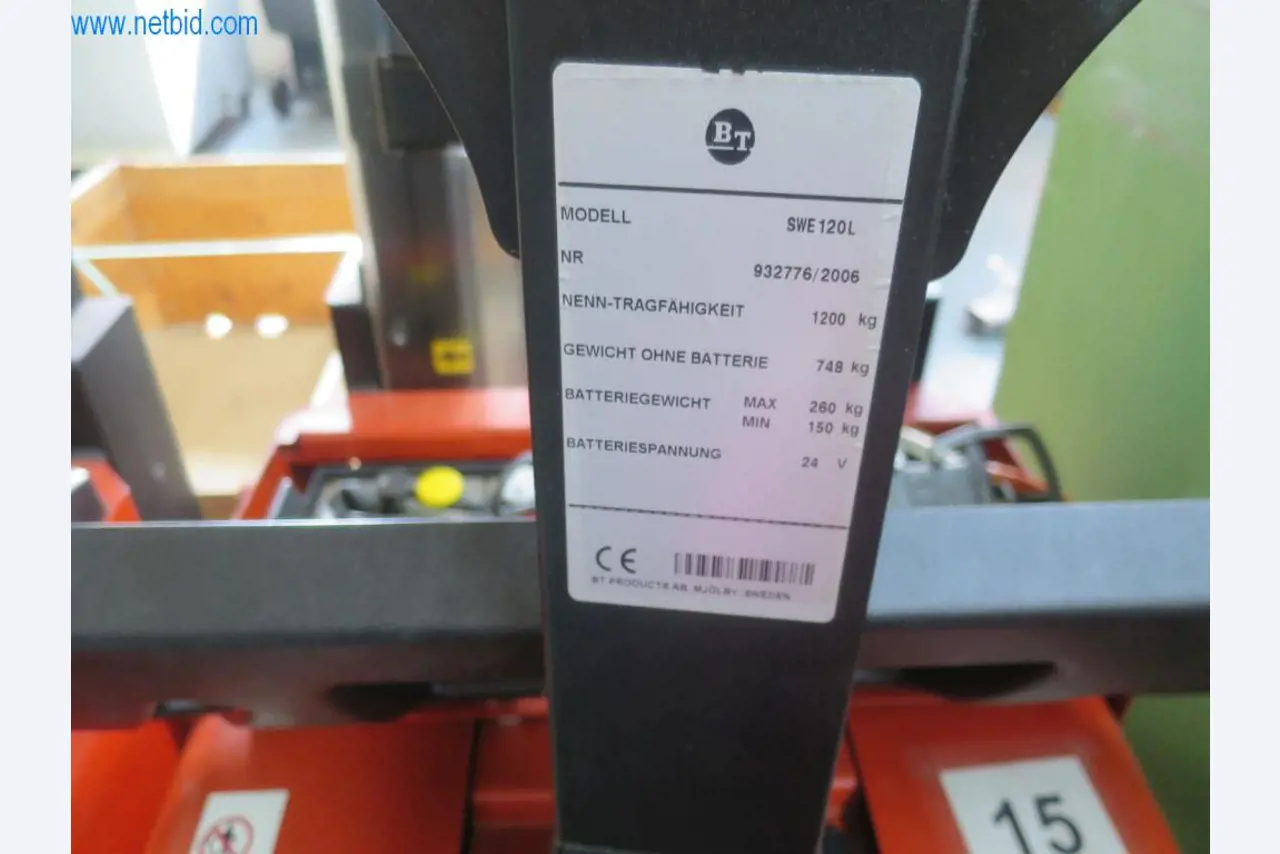 www.netbid.com
BT
MODELL SWE120L
NR 932776/2006
NENN-TRAGFÄHIGKEIT 1200 kg
GEWICHT OHNE BATTERIE 748 kg
BATTERIEGEWICHT MAX 260 kg
MIN 150 kg
BATTERIESPANNUNG 24 V
CE
BT PRODUCTS AB, MJÖLBY, SWEDEN
15